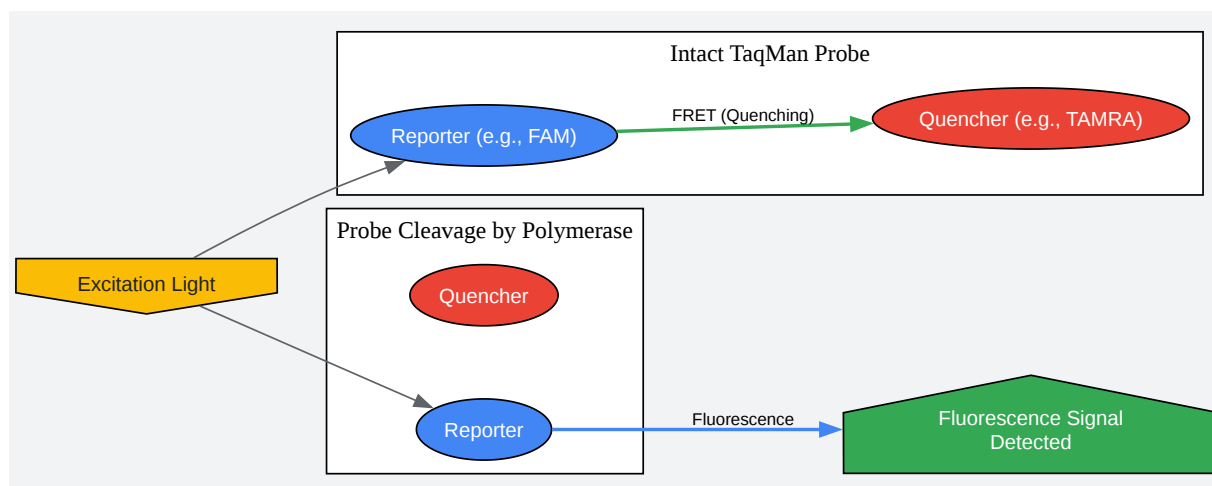 Intact TaqMan Probe
Reporter (e.g., FAM)
FRET (Quenching)
Quencher (e.g., TAMRA)
Probe Cleavage by Polymerase
Excitation Light
Quencher
Reporter
Fluorescence
Fluorescence Signal
Detected